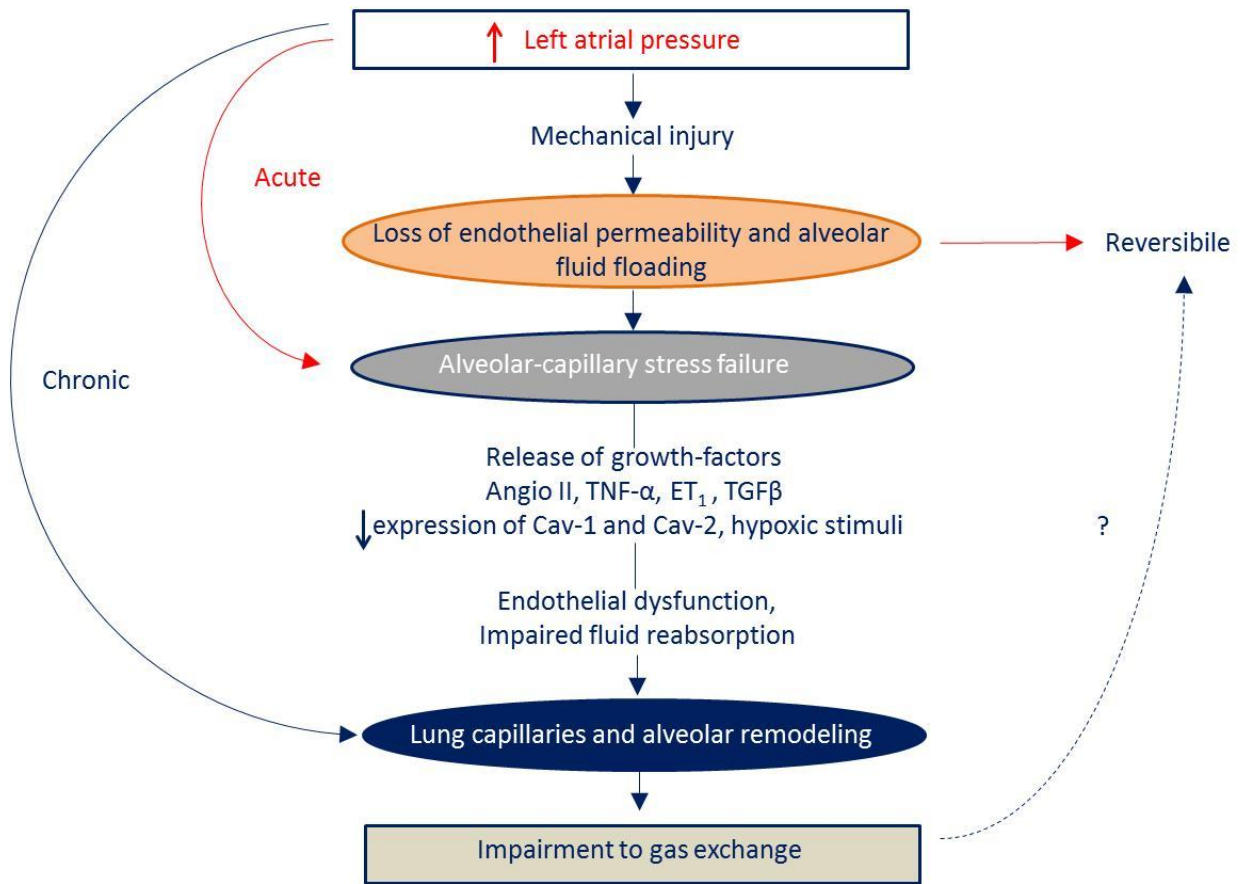 Left atrial pressure
Mechanical injury
Acute
Loss of endothelial permeability and alveolar
fluid floading
Reversibile
Alveolar-capillary stress failure
Chronic
Release of growth-factors
Angio II, TNF-α, ET₁ , TGFβ
expression of Cav-1 and Cav-2, hypoxic stimuli
?
Endothelial dysfunction,
Impaired fluid reabsorption
Lung capillaries and alveolar remodeling
Impairment to gas exchange